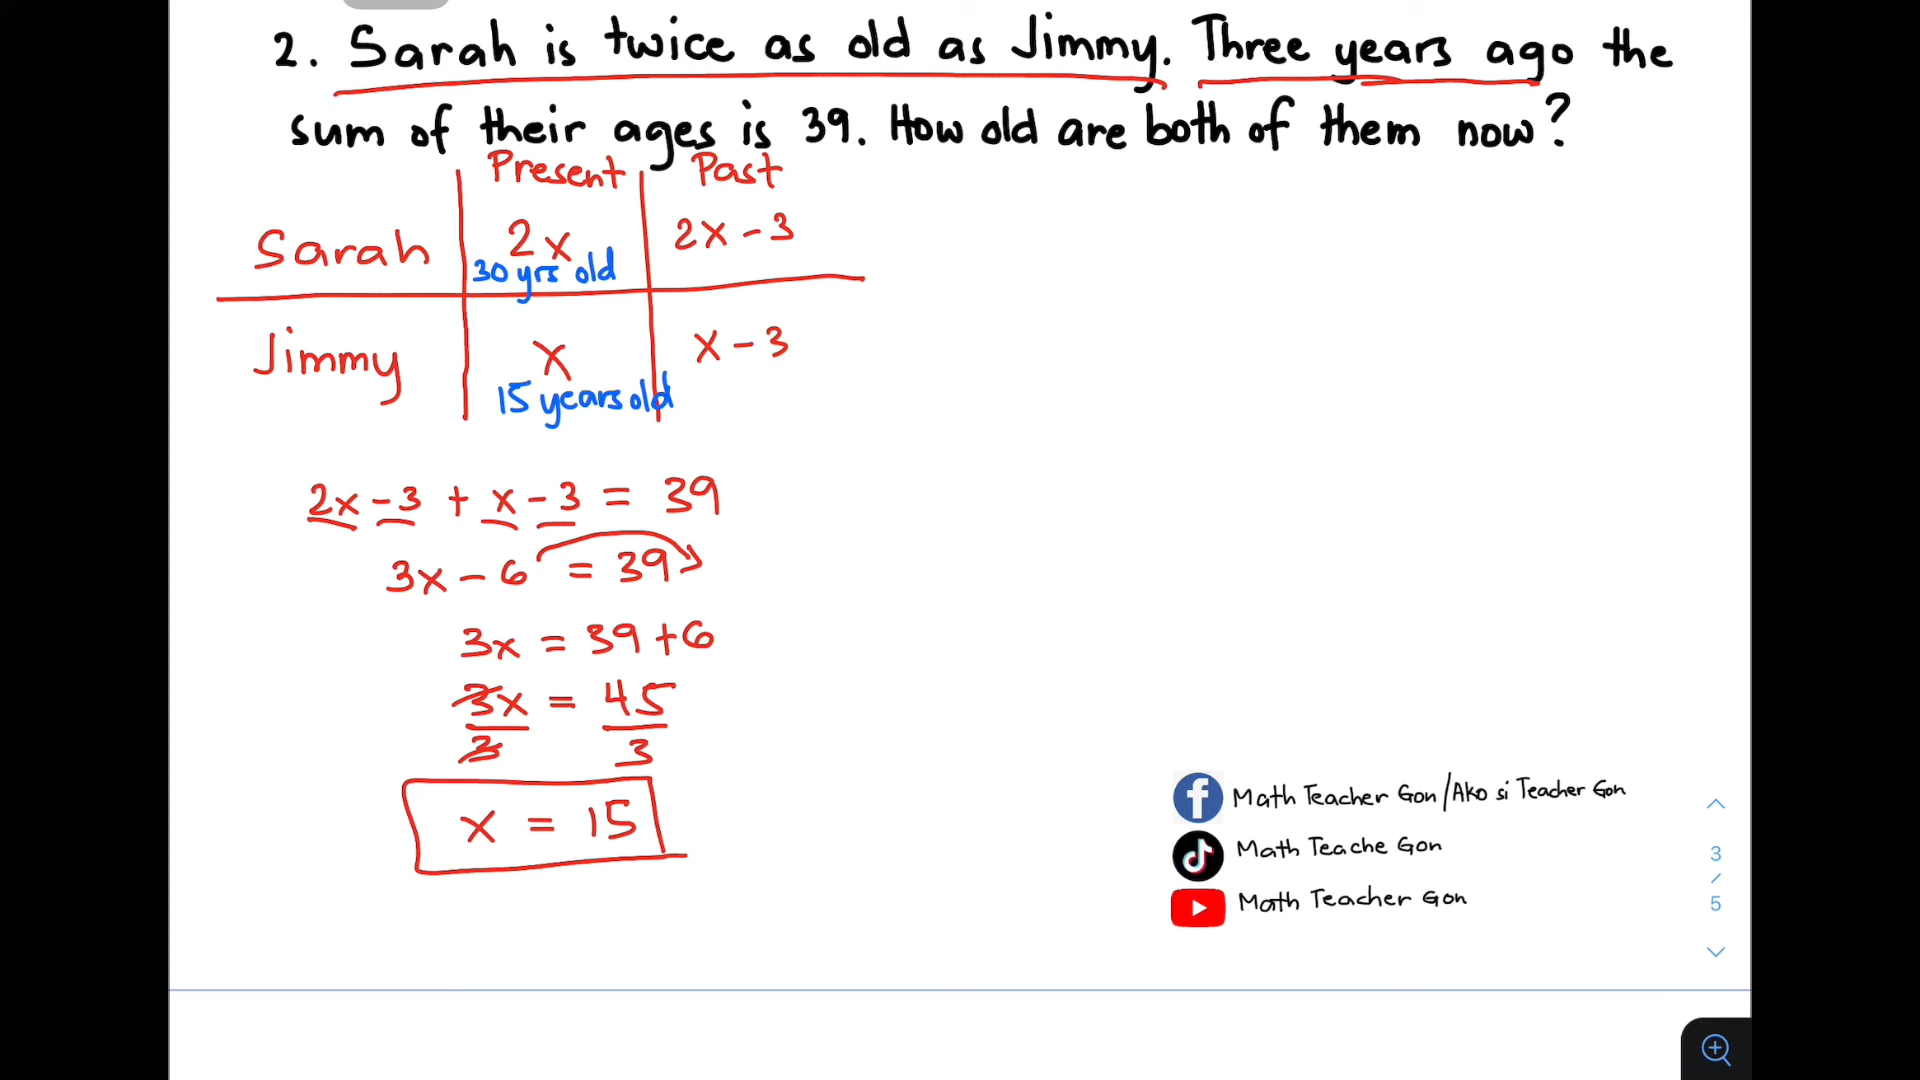 2. Sarah is twice as old as Jimmy. Three years ago the
sum of their ages is 39. How old are both of them now?
Present Past
Sarah 2x 2x - 3
30 yrs old
Jimmy x x - 3
15 years old
2x - 3 + x - 3 = 39
3x - 6 = 39
3x = 39 + 6
3x = 45
3 3
x = 15
Math Teacher Gon/Ako si Teacher Gon
Math Teache Gon
Math Teacher Gon
3
/
5